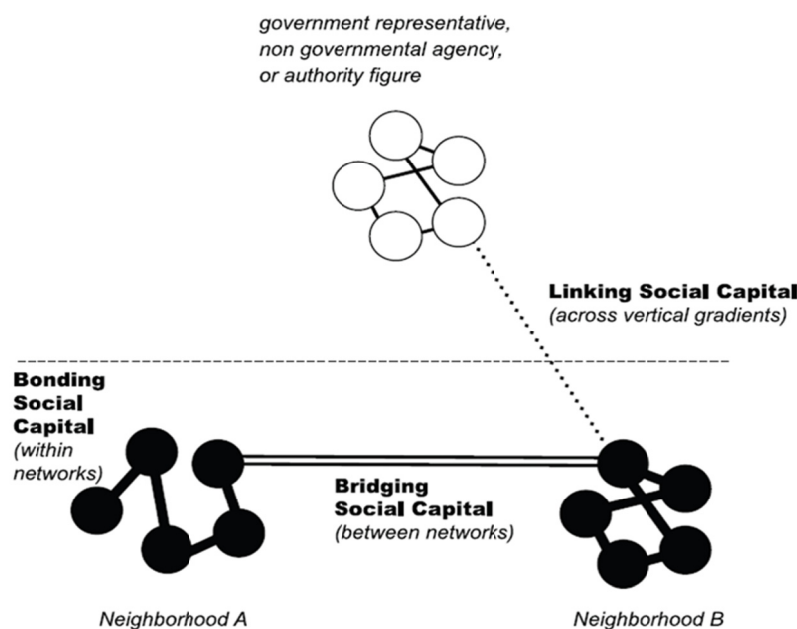 government representative,
non governmental agency,
or authority figure
Linking Social Capital
(across vertical gradients)
Bonding
Social
Capital
(within
networks)
Bridging
Social Capital
(between networks)
Neighborhood A
Neighborhood B